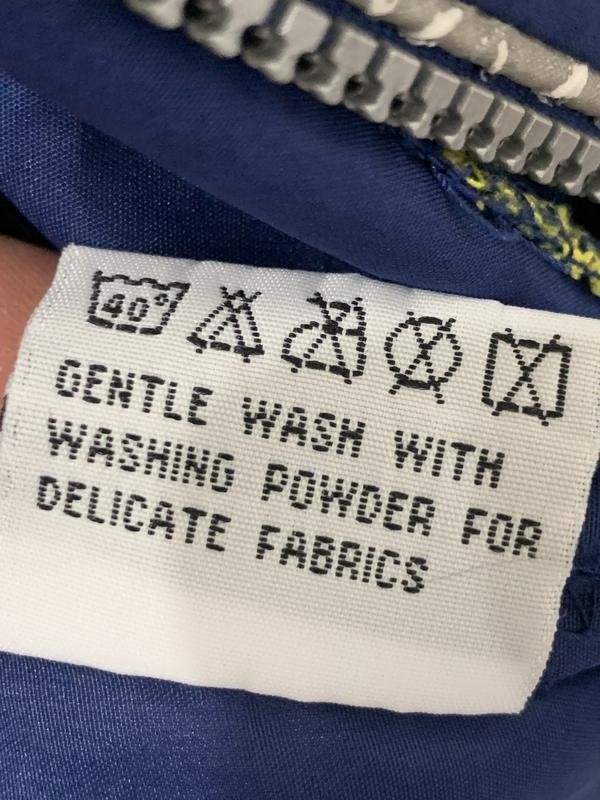 40°
GENTLE WASH WITH
WASHING POWDER FOR
DELICATE FABRICS